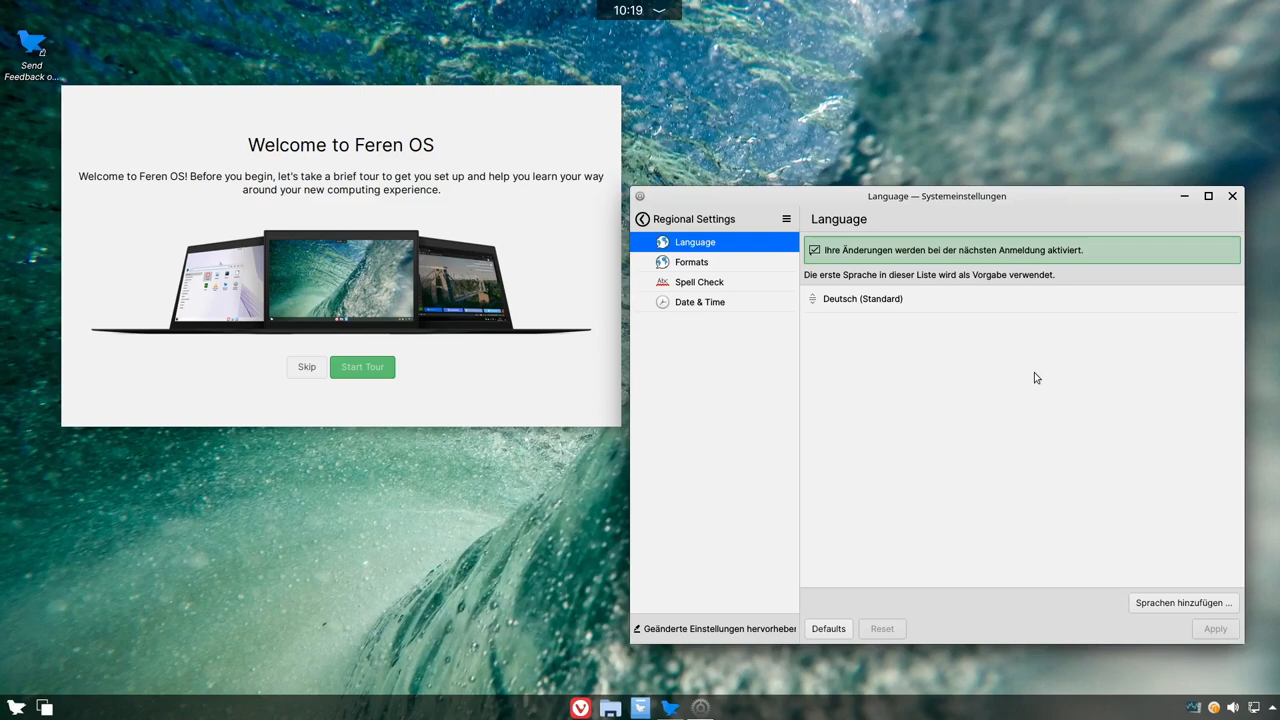 10:19
Send
Feedback o...
Welcome to Feren OS
Welcome to Feren OS! Before you begin, let's take a brief tour to get you set up and help you learn your way
around your new computing experience.
Skip
Start Tour
Language — Systemeinstellungen
Regional Settings
Language
Language
Formats
Abc
Spell Check
Date & Time
Ihre Änderungen werden bei der nächsten Anmeldung aktiviert.
Die erste Sprache in dieser Liste wird als Vorgabe verwendet.
Deutsch (Standard)
Sprachen hinzufügen ...
Geänderte Einstellungen hervorheben
Defaults
Reset
Apply